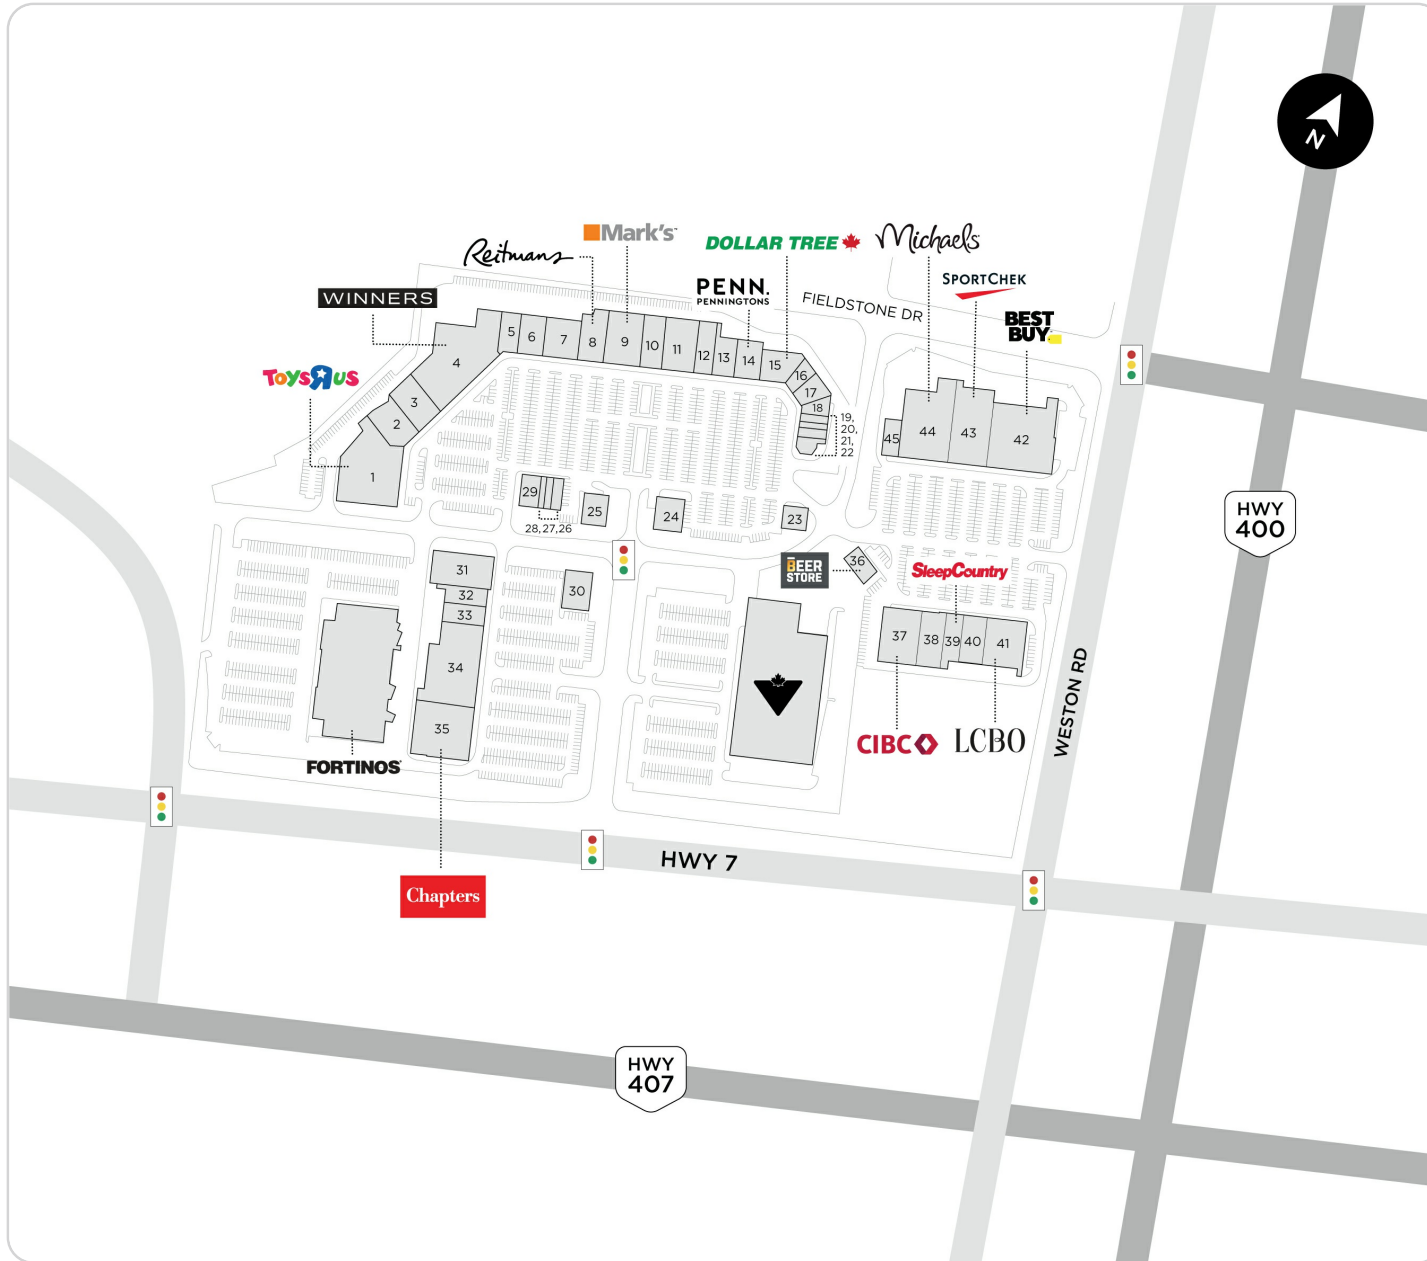 N
Mark's
DOLLAR TREE
Michaels
Reitmans
SPORTCHEK
PENN.
PENNINGTONS
WINNERS
FIELDSTONE DR
BEST
BUY
ToysЯus
5
6
7
8
9
10
11
12
13
14
15
16
17
18
4
3
2
1
19,
20,
21,
22
45
44
43
42
29
28,27,26
25
24
23
HWY
400
BEER
STORE
36
SleepCountry
31
32
33
34
35
30
37
38
39
40
41
WESTON RD
CIBC
LCBO
FORTINOS
HWY 7
Chapters
HWY
407